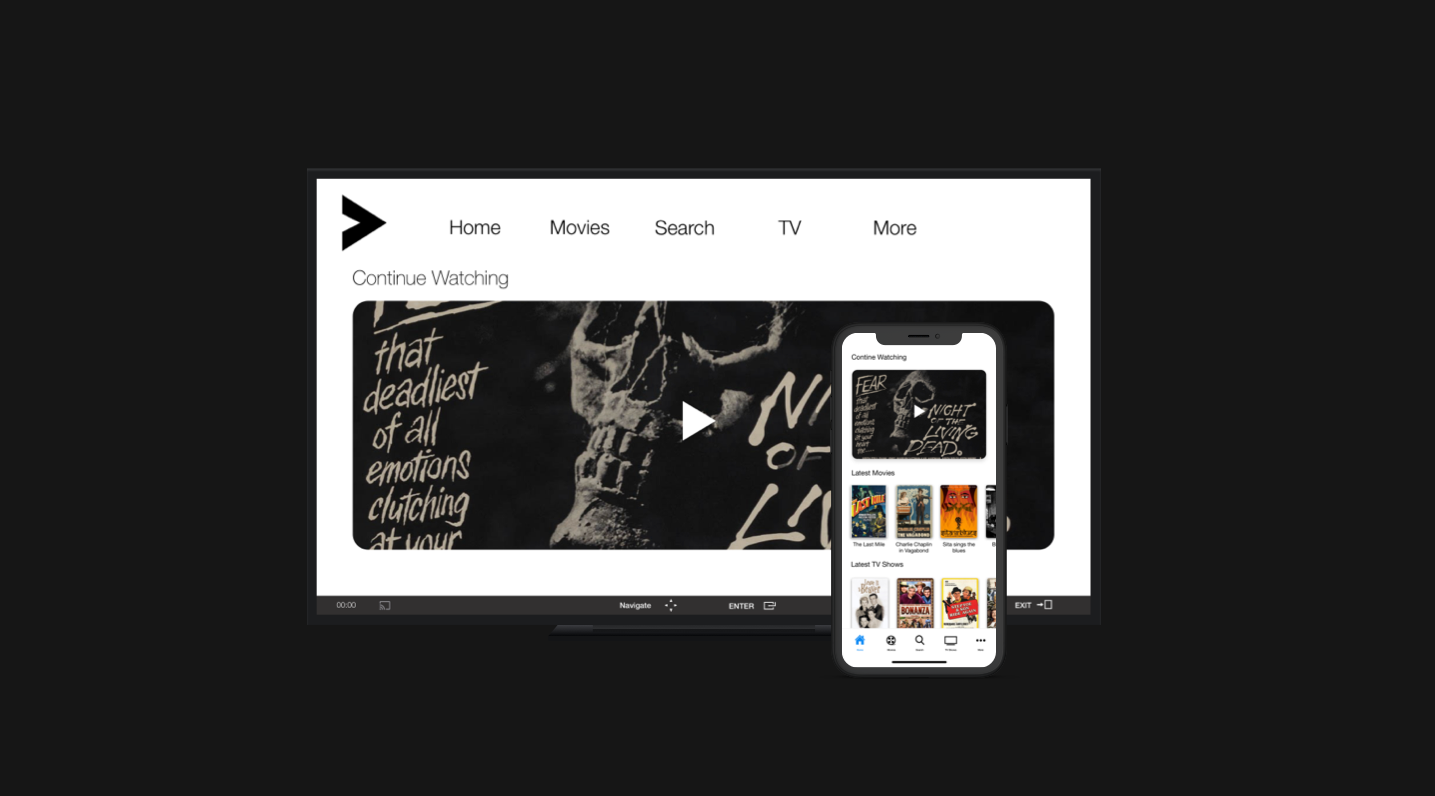 Home Movies Search TV More
Continue Watching
that
deadliest
of all
emotions
clutching
at your
NI
OF
LIV
00:00 Navigate ENTER EXIT
Contine Watching
FEAR
that
deadliest
of all
emotions
clutching
at your
NIGHT
OF THE
LIVING
DEAD.
Latest Movies
The Last Mile
Charlie Chaplin
in Vagabond
Sita sings the
blues
B
Latest TV Shows
BONANZA